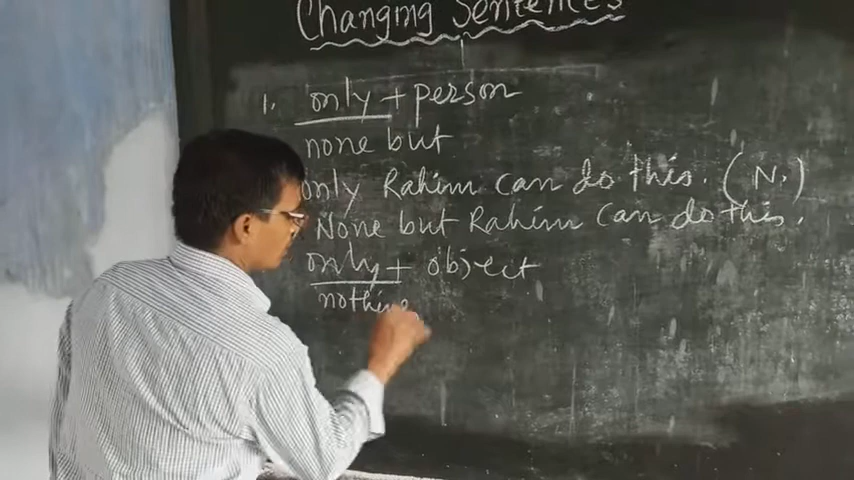 Changing Sentences
1. only + person
none but
only Rahim can do this. (N.)
None but Rahim can do this.
only + object
nothing